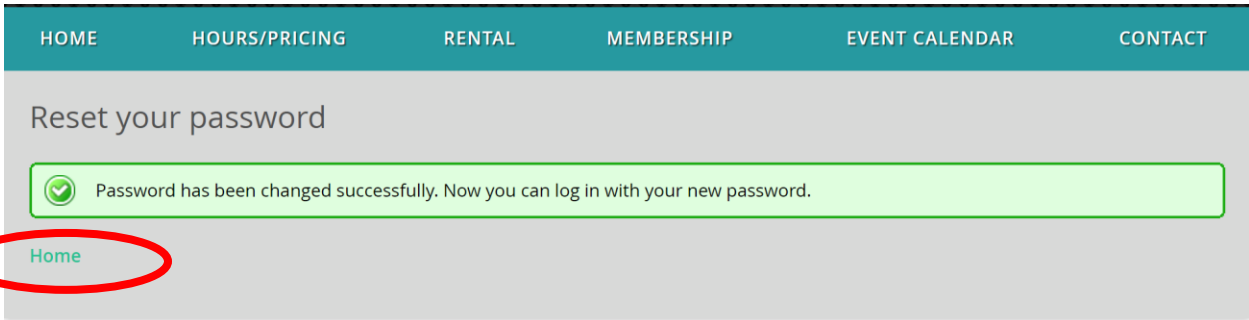 HOME HOURS/PRICING RENTAL MEMBERSHIP EVENT CALENDAR CONTACT
Reset your password
Password has been changed successfully. Now you can log in with your new password.
Home